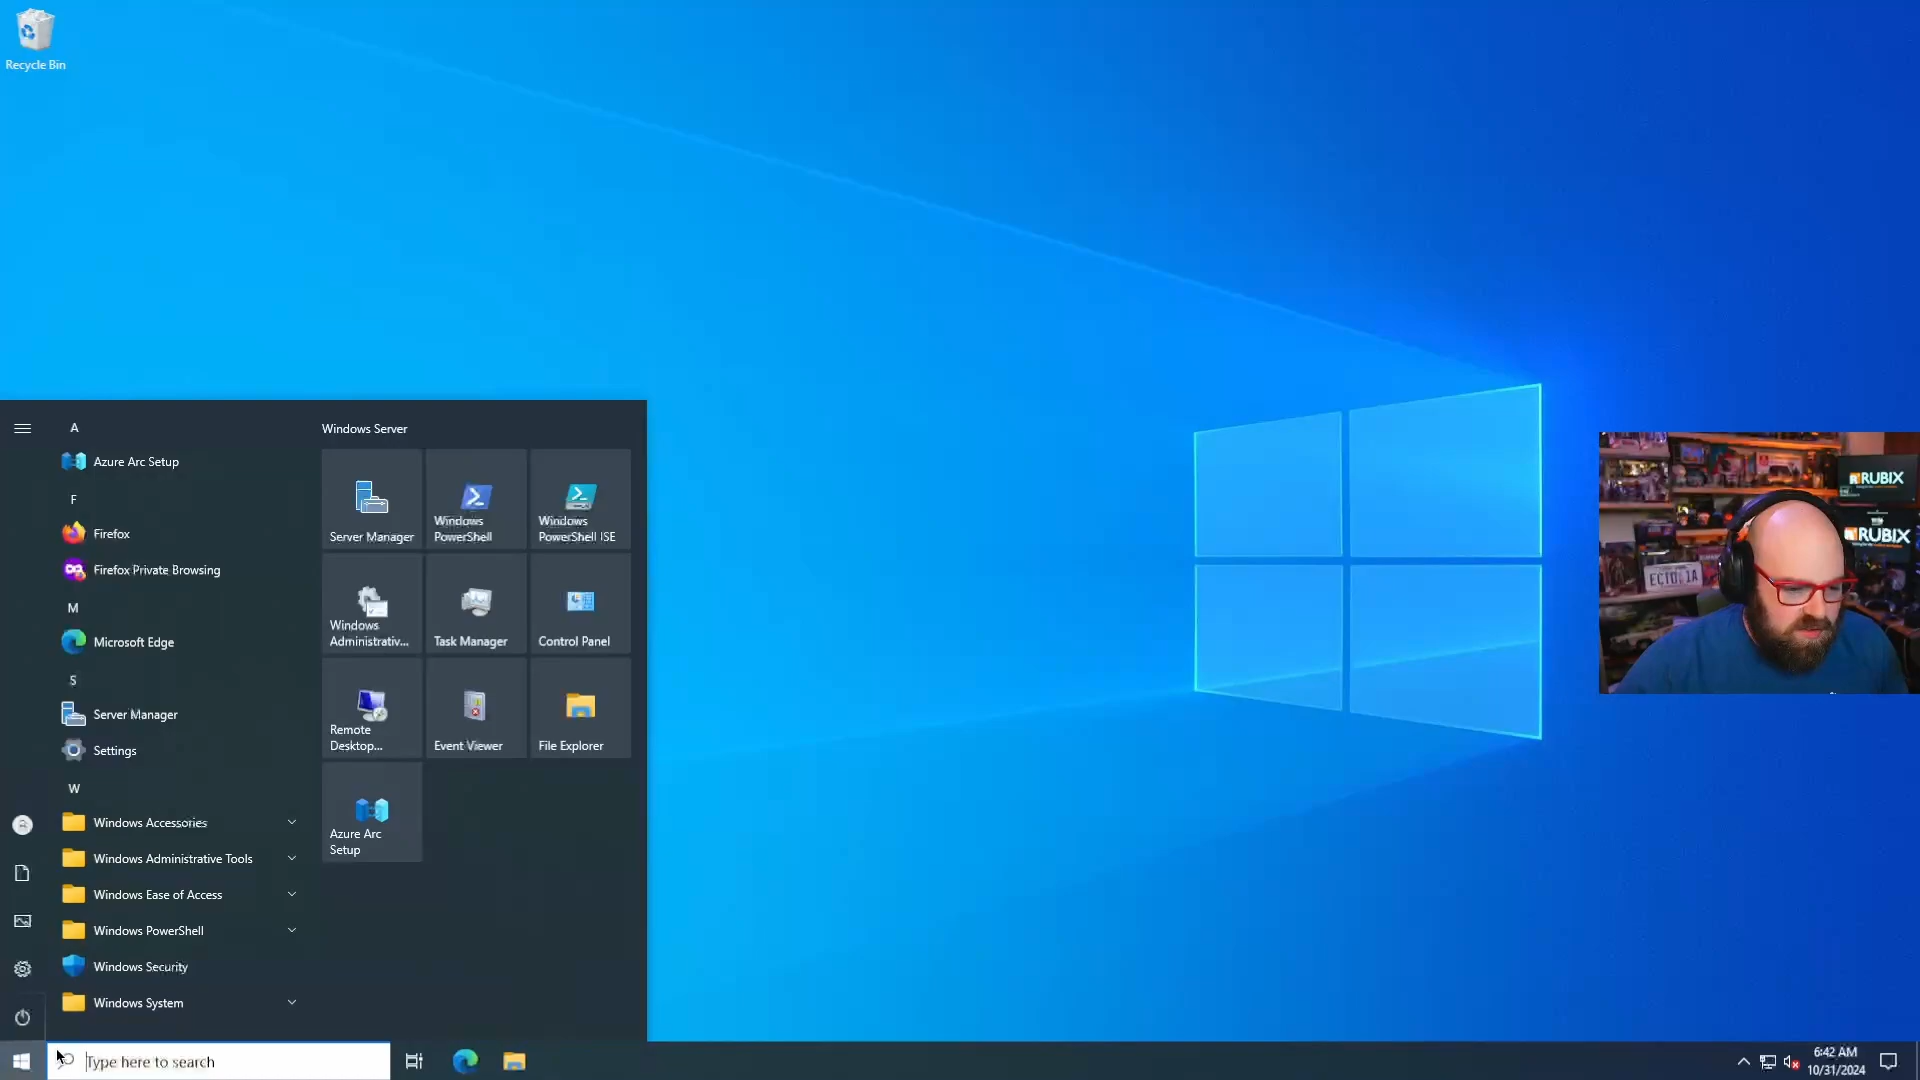 Recycle Bin
A
Azure Arc Setup
F
Firefox
Firefox Private Browsing
M
Microsoft Edge
S
Server Manager
Settings
W
Windows Accessories
Windows Administrative Tools
Windows Ease of Access
Windows PowerShell
Windows Security
Windows System
Windows Server
Server Manager
Windows
PowerShell
Windows
PowerShell ISE
Windows
Administrativ...
Task Manager
Control Panel
Remote
Desktop...
Event Viewer
File Explorer
Azure Arc
Setup
RUBIX
RUBIX
ECTO-1A
Type here to search
6:42 AM
10/31/2024